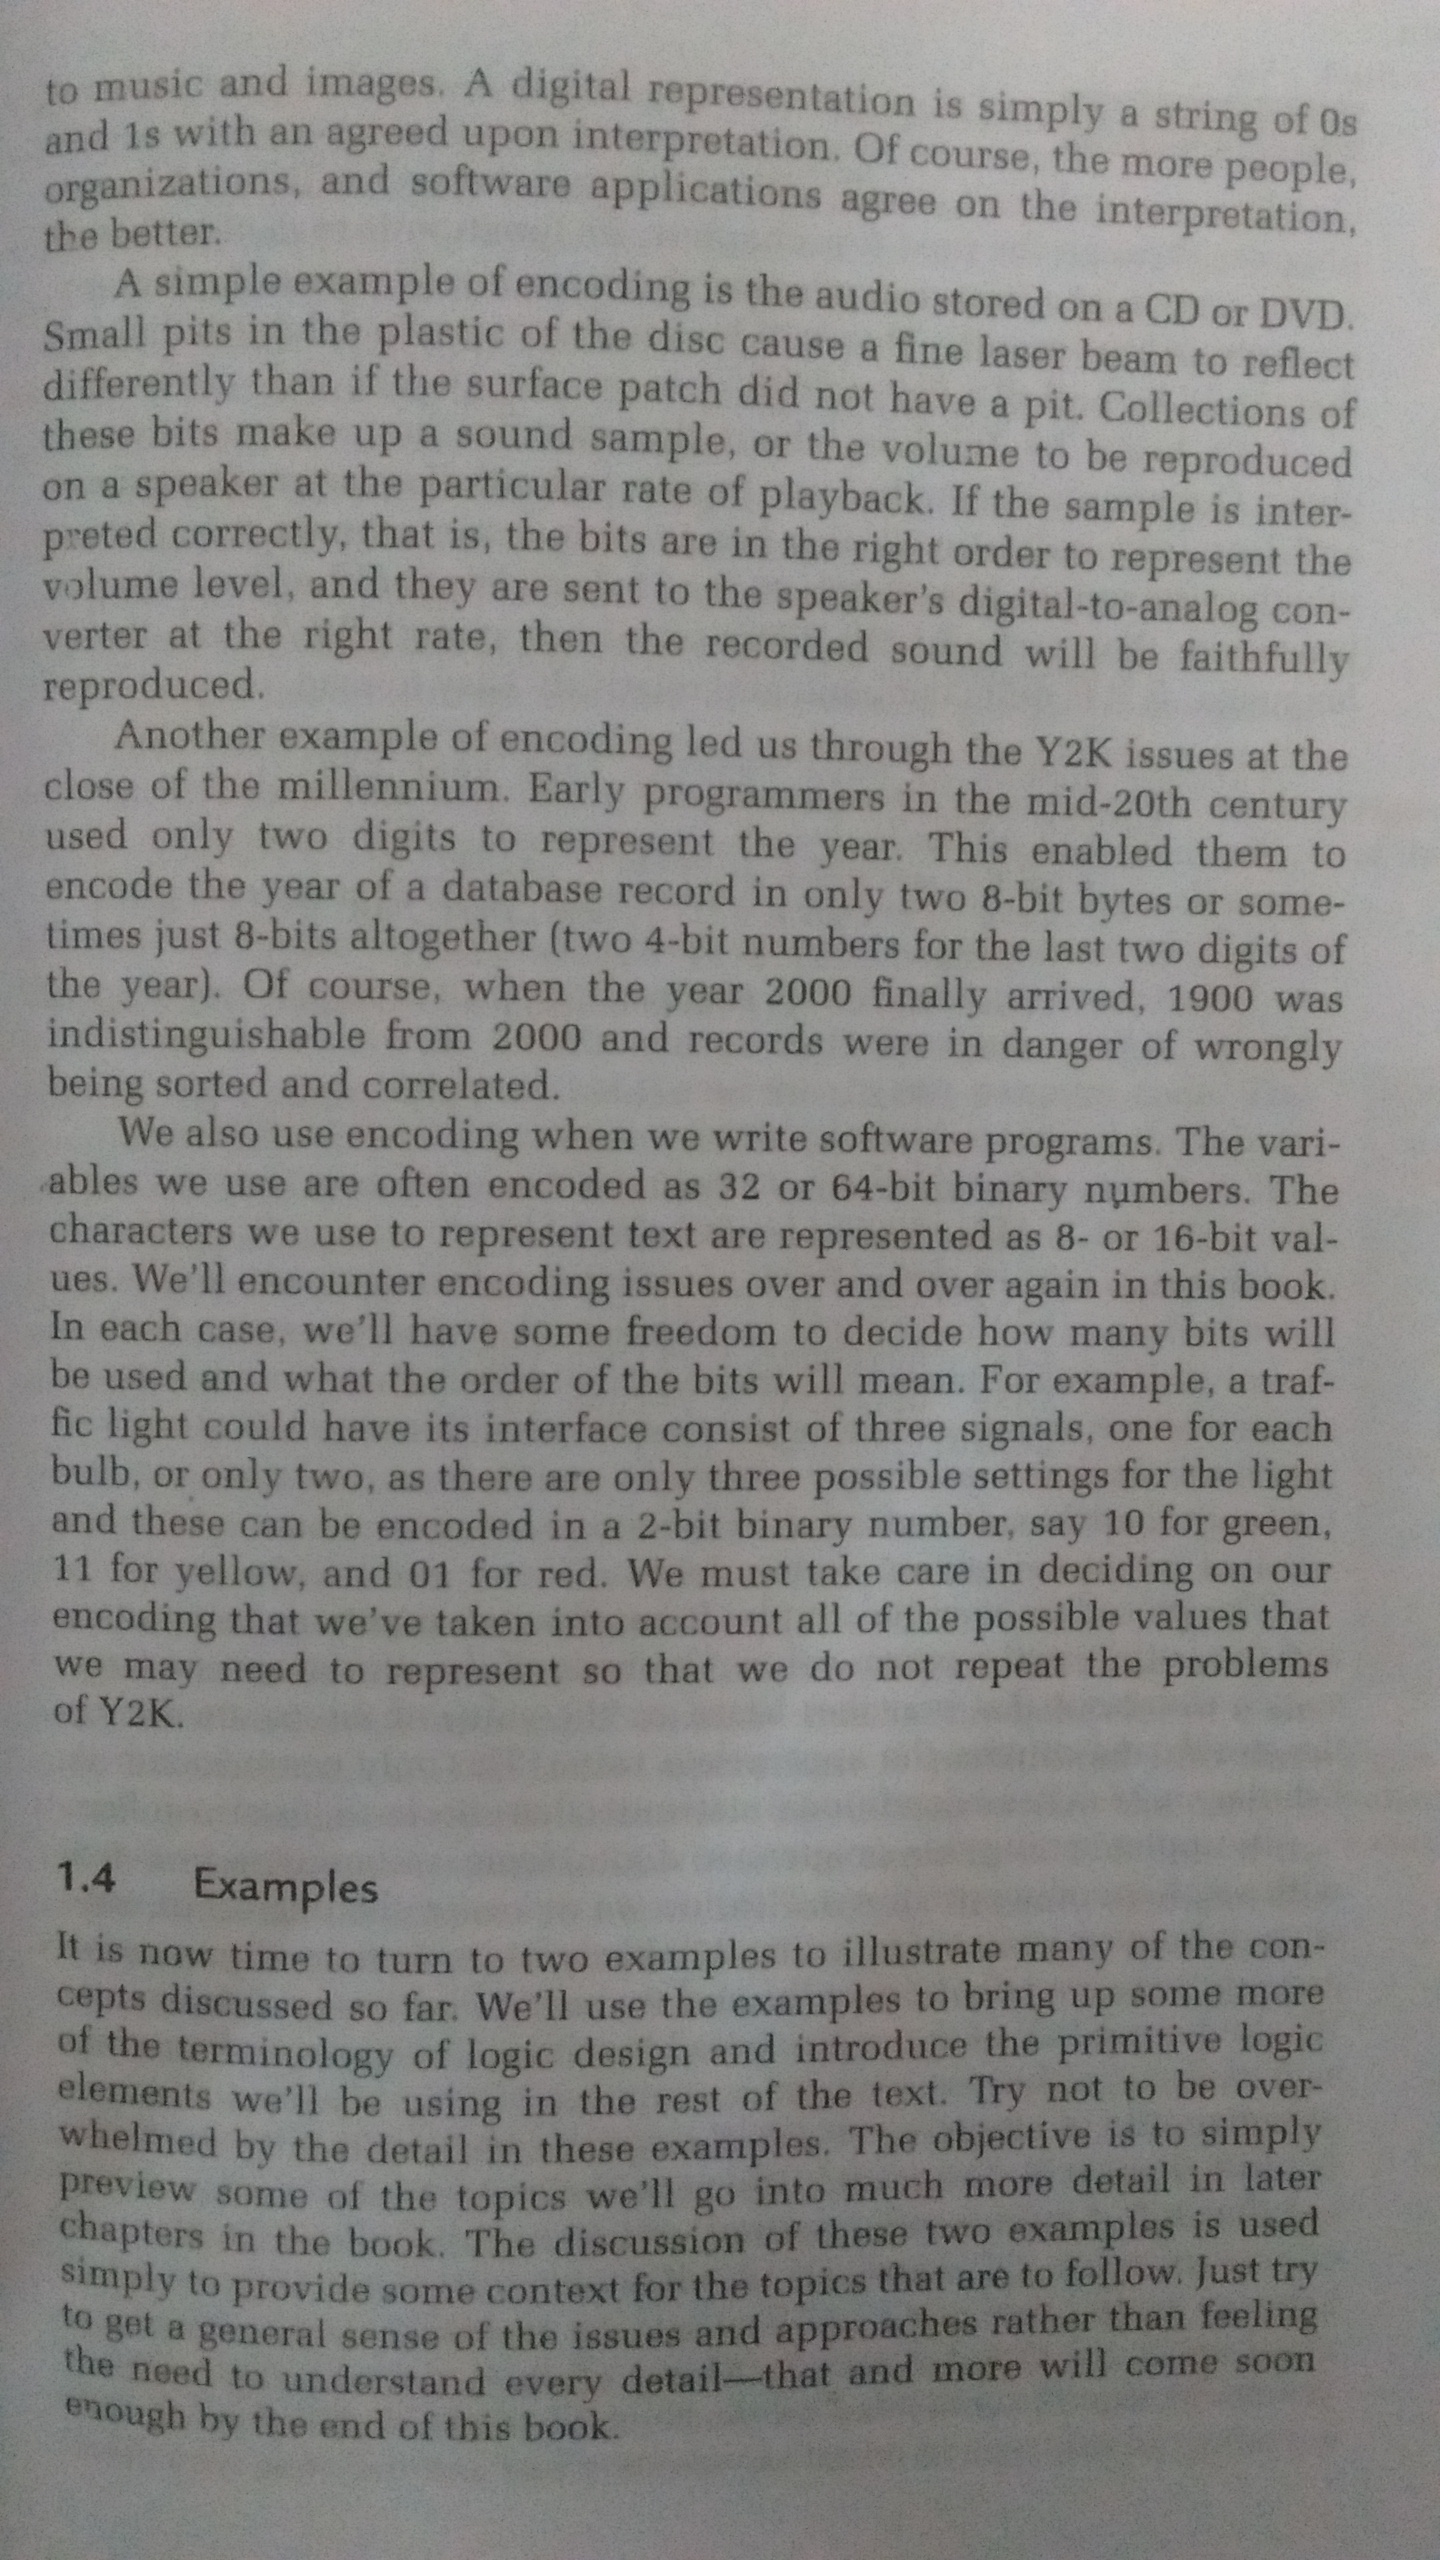 to music and images. A digital representation is simply a string of 0s
and 1s with an agreed upon interpretation. Of course, the more people,
organizations, and software applications agree on the interpretation,
the better.
A simple example of encoding is the audio stored on a CD or DVD.
Small pits in the plastic of the disc cause a fine laser beam to reflect
differently than if the surface patch did not have a pit. Collections of
these bits make up a sound sample, or the volume to be reproduced
on a speaker at the particular rate of playback. If the sample is inter-
preted correctly, that is, the bits are in the right order to represent the
volume level, and they are sent to the speaker's digital-to-analog con-
verter at the right rate, then the recorded sound will be faithfully
reproduced.
Another example of encoding led us through the Y2K issues at the
close of the millennium. Early programmers in the mid-20th century
used only two digits to represent the year. This enabled them to
encode the year of a database record in only two 8-bit bytes or some-
times just 8-bits altogether (two 4-bit numbers for the last two digits of
the year). Of course, when the year 2000 finally arrived, 1900 was
indistinguishable from 2000 and records were in danger of wrongly
being sorted and correlated.
We also use encoding when we write software programs. The vari-
ables we use are often encoded as 32 or 64-bit binary numbers. The
characters we use to represent text are represented as 8- or 16-bit val-
ues. We'll encounter encoding issues over and over again in this book.
In each case, we'll have some freedom to decide how many bits will
be used and what the order of the bits will mean. For example, a traf-
fic light could have its interface consist of three signals, one for each
bulb, or only two, as there are only three possible settings for the light
and these can be encoded in a 2-bit binary number, say 10 for green,
11 for yellow, and 01 for red. We must take care in deciding on our
encoding that we've taken into account all of the possible values that
we may need to represent so that we do not repeat the problems
of Y2K.
1.4 Examples
It is now time to turn to two examples to illustrate many of the con-
cepts discussed so far. We'll use the examples to bring up some more
of the terminology of logic design and introduce the primitive logic
elements we'll be using in the rest of the text. Try not to be over-
whelmed by the detail in these examples. The objective is to simply
preview some of the topics we'll go into much more detail in later
chapters in the book. The discussion of these two examples is used
simply to provide some context for the topics that are to follow. Just try
to get a general sense of the issues and approaches rather than feeling
the need to understand every detail—that and more will come soon
enough by the end of this book.